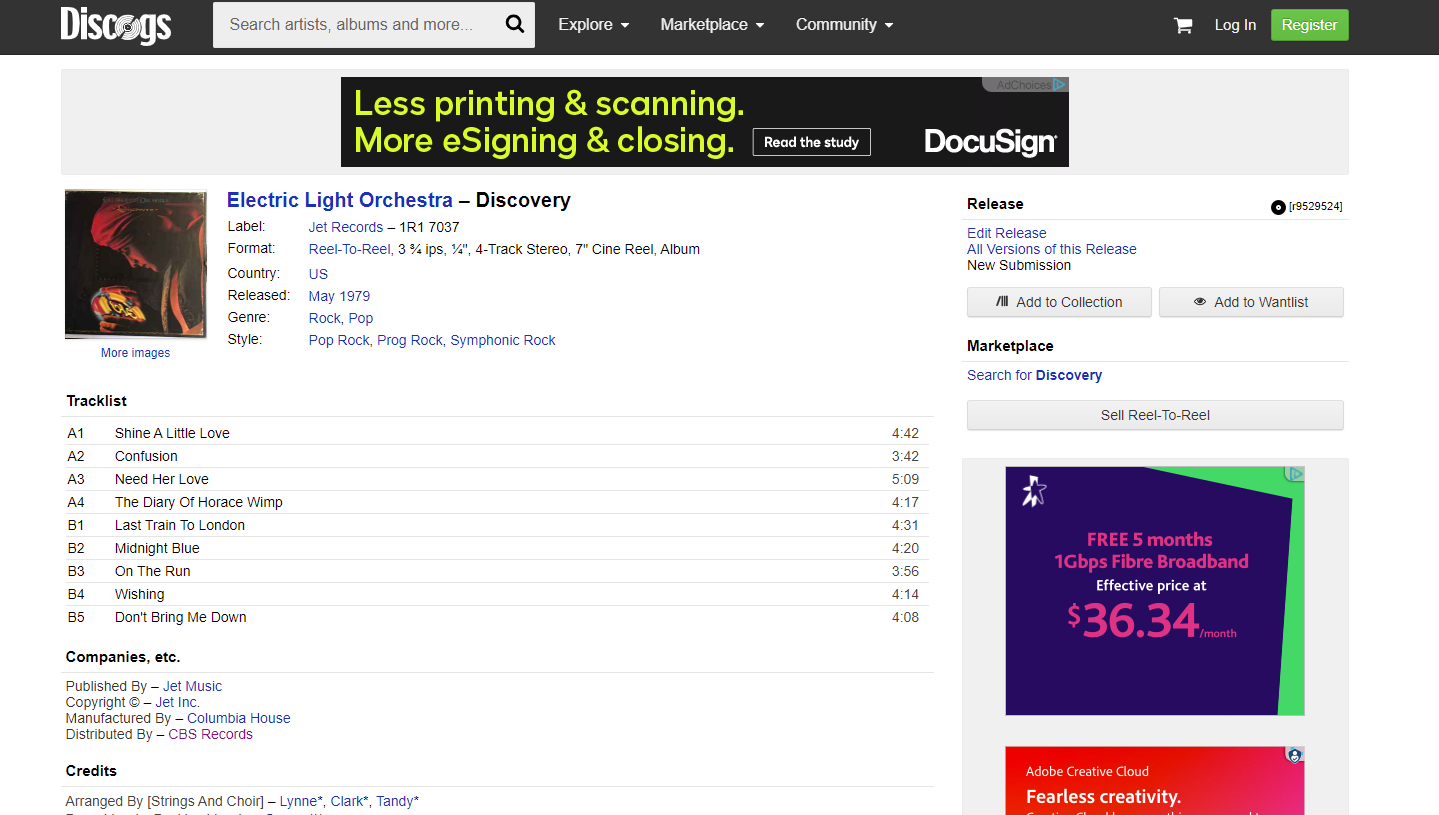 Discogs
Search artists, albums and more...
Explore
Marketplace
Community
Log In
Register
AdChoices
Less printing & scanning.
More eSigning & closing.
Read the study
DocuSign
Electric Light Orchestra – Discovery
Label: Jet Records – 1R1 7037
Format: Reel-To-Reel, 3 ¾ ips, ¼", 4-Track Stereo, 7" Cine Reel, Album
Country: US
Released: May 1979
Genre: Rock, Pop
Style: Pop Rock, Prog Rock, Symphonic Rock
More images
Tracklist
A1 Shine A Little Love 4:42
A2 Confusion 3:42
A3 Need Her Love 5:09
A4 The Diary Of Horace Wimp 4:17
B1 Last Train To London 4:31
B2 Midnight Blue 4:20
B3 On The Run 3:56
B4 Wishing 4:14
B5 Don't Bring Me Down 4:08
Companies, etc.
Published By – Jet Music
Copyright © – Jet Inc.
Manufactured By – Columbia House
Distributed By – CBS Records
Credits
Arranged By [Strings And Choir] – Lynne*, Clark*, Tandy*
Release
[r9529524]
Edit Release
All Versions of this Release
New Submission
Add to Collection
Add to Wantlist
Marketplace
Search for Discovery
Sell Reel-To-Reel
FREE 5 months
1Gbps Fibre Broadband
Effective price at
$36.34/month
Adobe Creative Cloud
Fearless creativity.